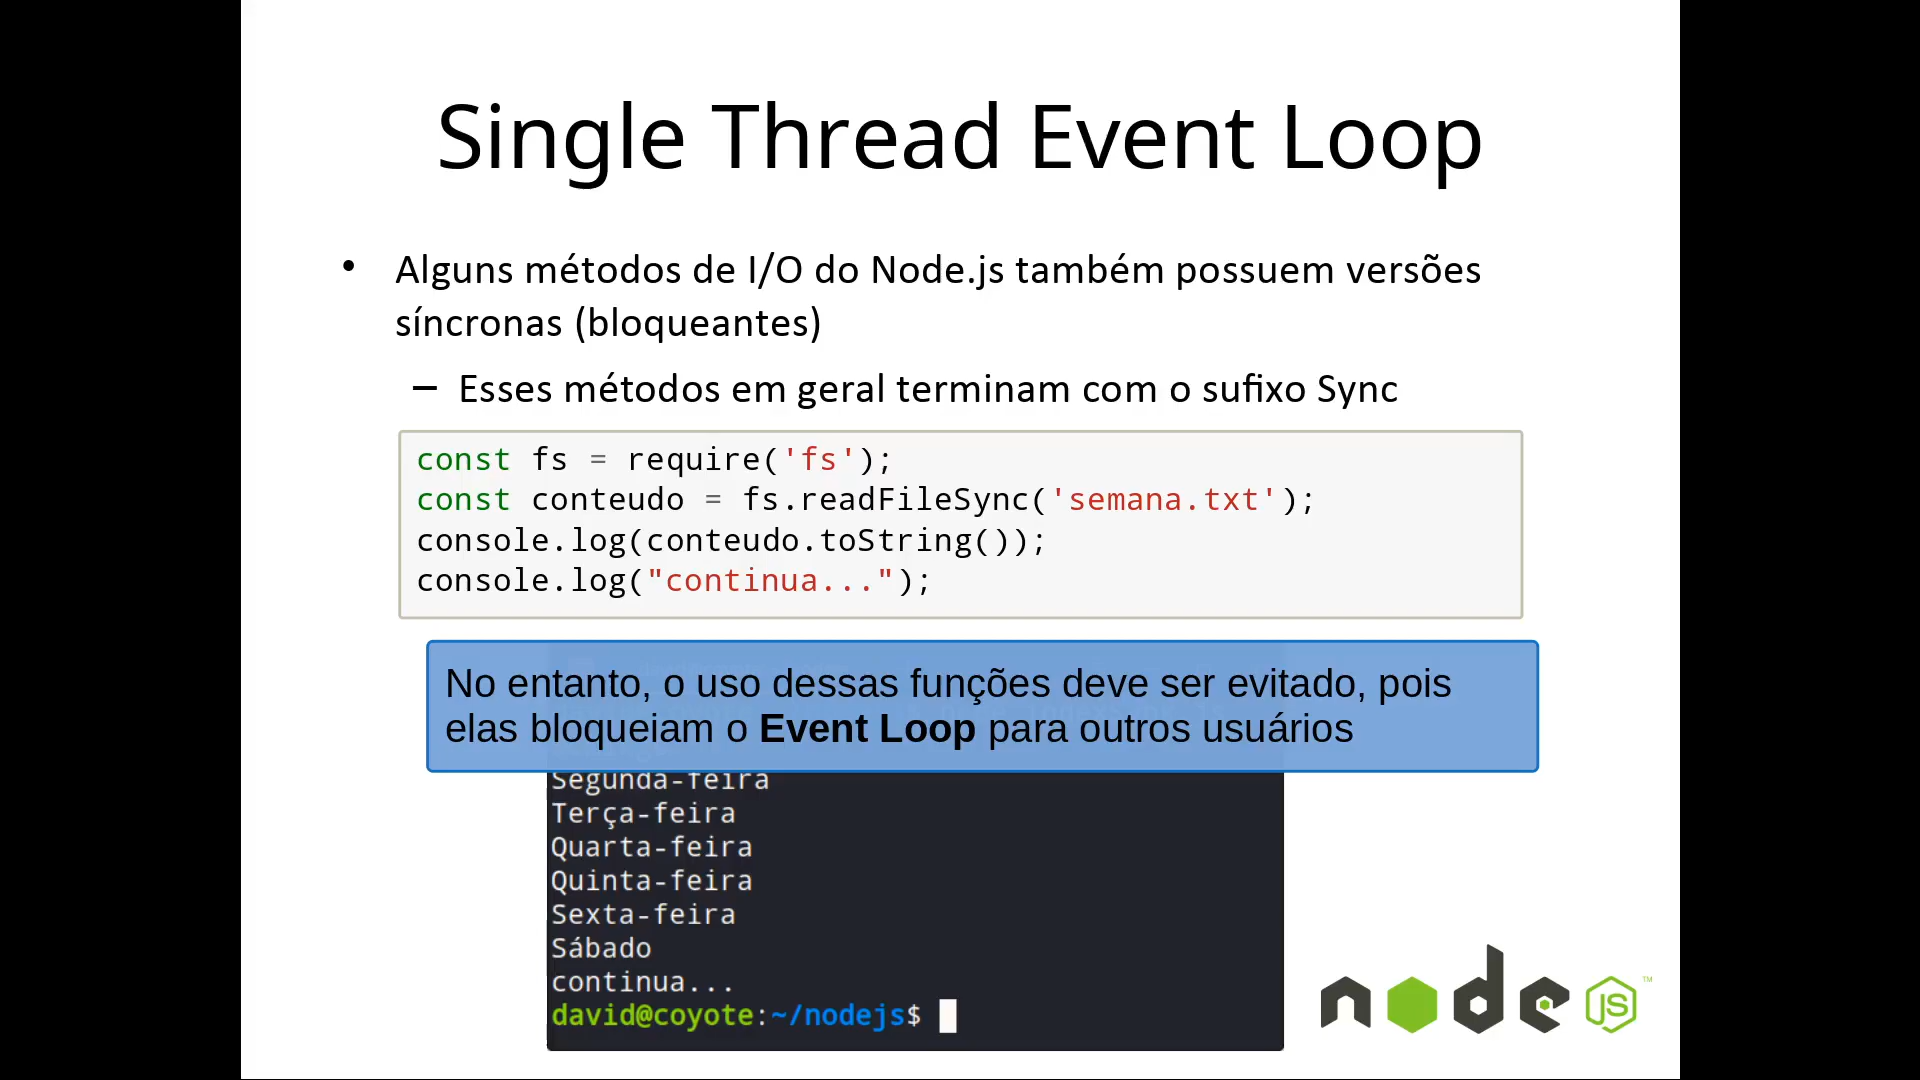 Single Thread Event Loop
• Alguns métodos de I/O do Node.js também possuem versões
síncronas (bloqueantes)
– Esses métodos em geral terminam com o sufixo Sync
const fs = require('fs');
const conteudo = fs.readFileSync('semana.txt');
console.log(conteudo.toString());
console.log("continua...");
No entanto, o uso dessas funções deve ser evitado, pois
elas bloqueiam o Event Loop para outros usuários
Segunda-feira
Terça-feira
Quarta-feira
Quinta-feira
Sexta-feira
Sábado
continua...
david@coyote:~/nodejs$
node JS ™